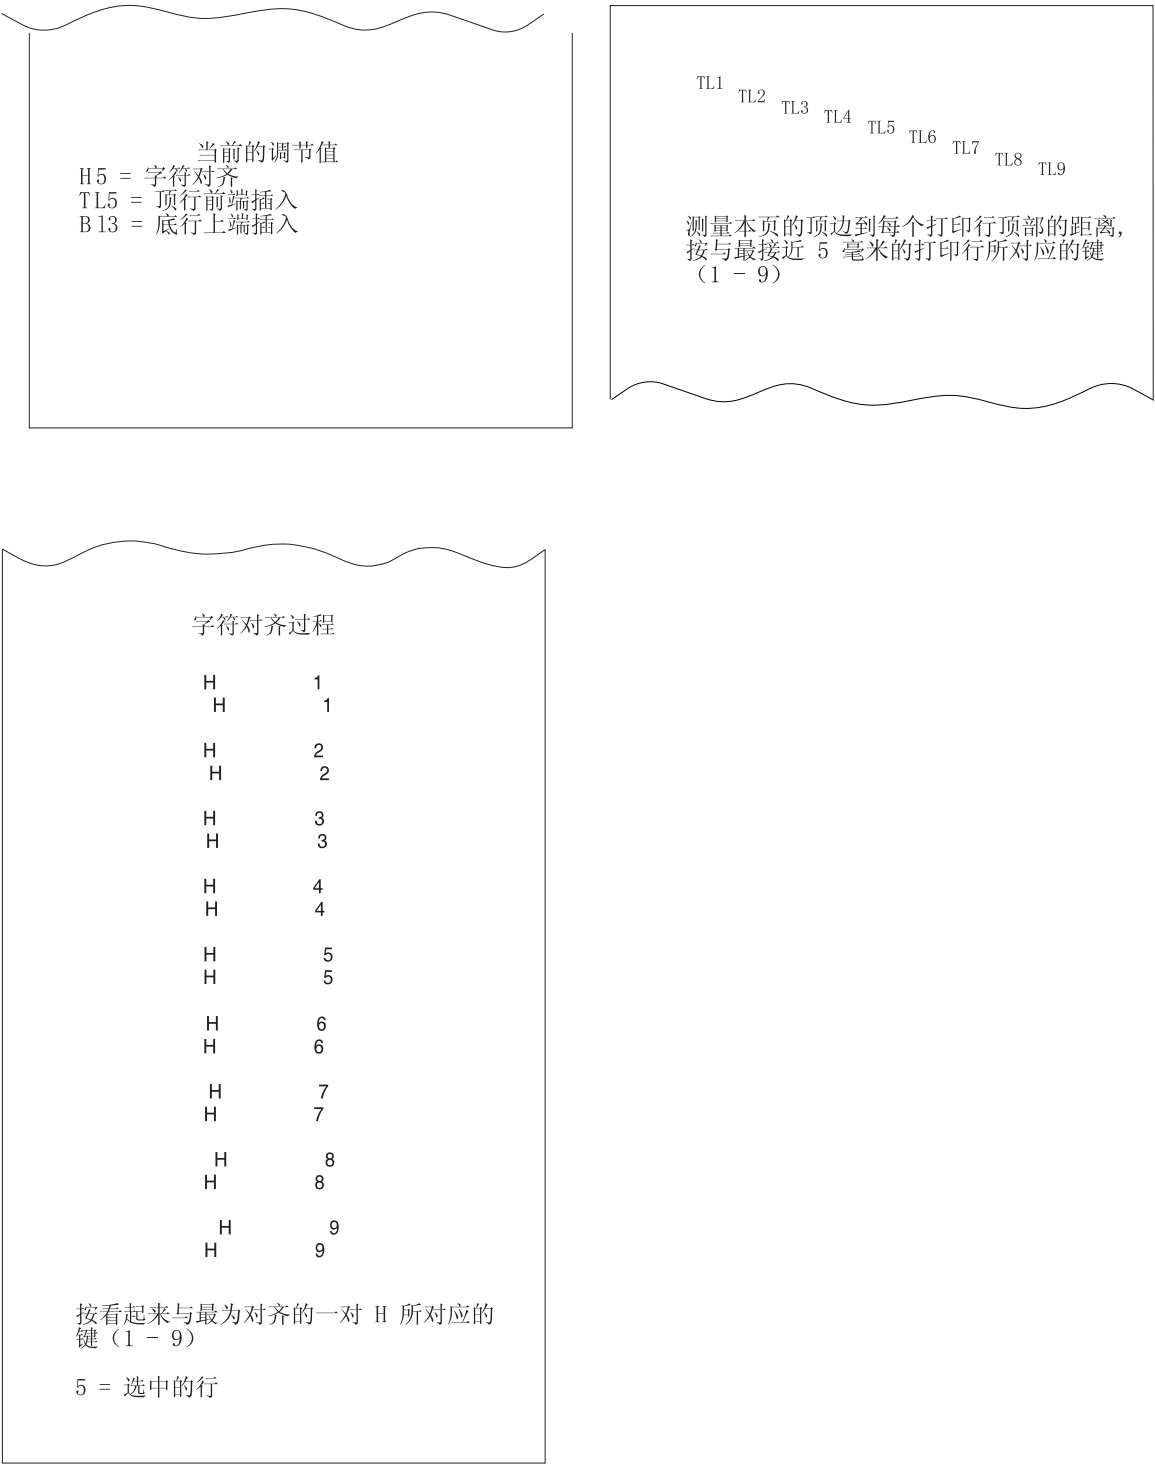 当前的调节值
H5 = 字符对齐
TL5 = 顶行前端插入
Bl3 = 底行上端插入
TL1
TL2
TL3
TL4
TL5
TL6
TL7
TL8
TL9
测量本页的顶边到每个打印行顶部的距离,
按与最接近 5 毫米的打印行所对应的键
（1 - 9）
字符对齐过程
H 1
H 1
H 2
H 2
H 3
H 3
H 4
H 4
H 5
H 5
H 6
H 6
H 7
H 7
H 8
H 8
H 9
H 9
按看起来与最为对齐的一对 H 所对应的
键（1 - 9）
5 = 选中的行